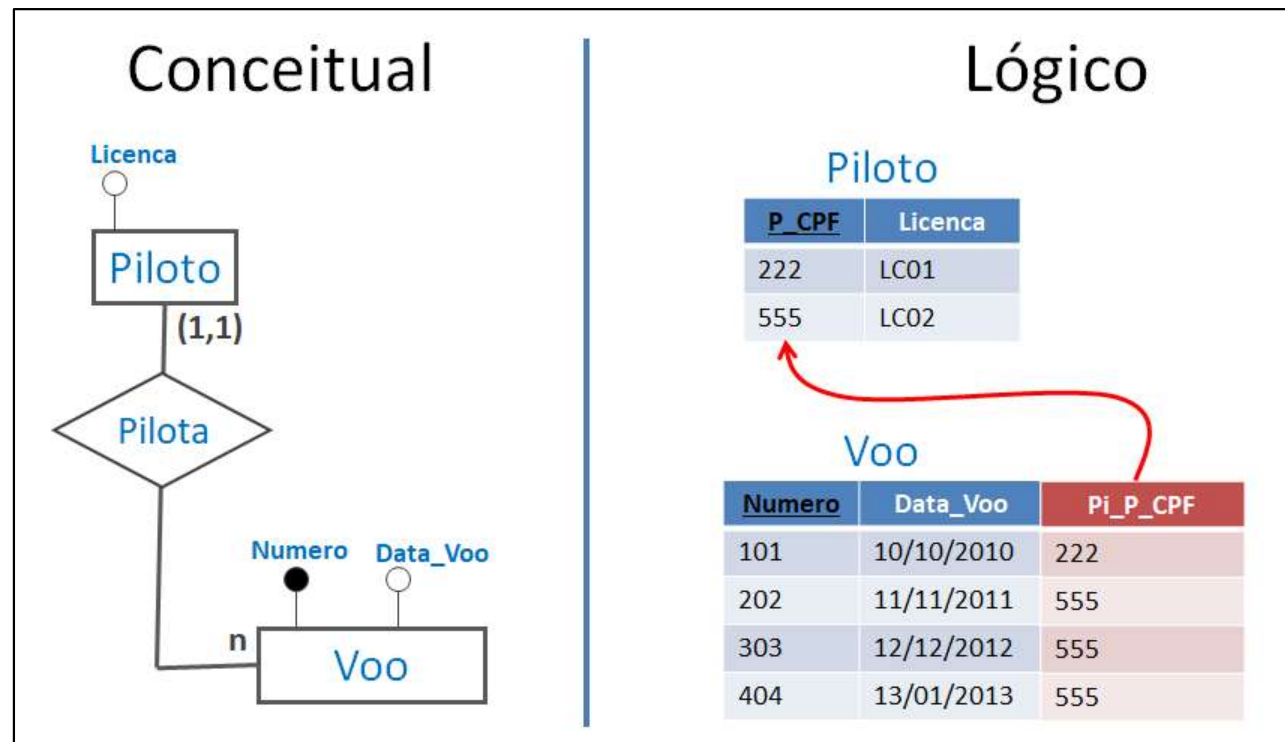 Conceitual
Licenca
Piloto
(1,1)
Pilota
Numero Data_Voo
n
Voo
Lógico
Piloto
P_CPF Licenca
222 LC01
555 LC02
Voo
Numero Data_Voo Pi_P_CPF
101 10/10/2010 222
202 11/11/2011 555
303 12/12/2012 555
404 13/01/2013 555